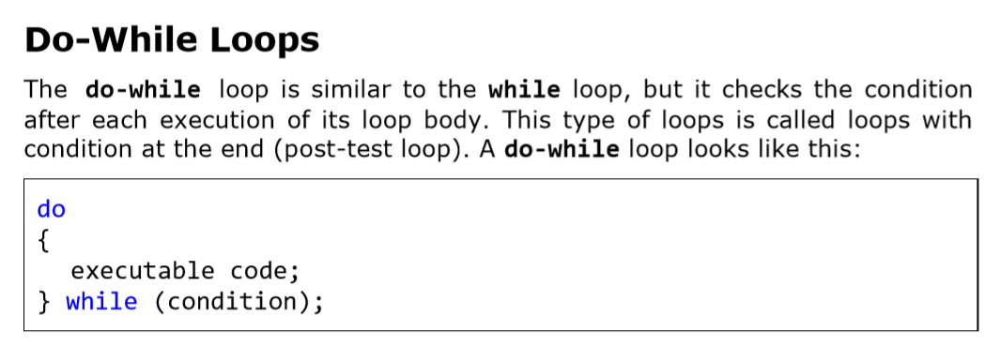 Do-While Loops
The do-while loop is similar to the while loop, but it checks the condition
after each execution of its loop body. This type of loops is called loops with
condition at the end (post-test loop). A do-while loop looks like this:
do
{
executable code;
} while (condition);